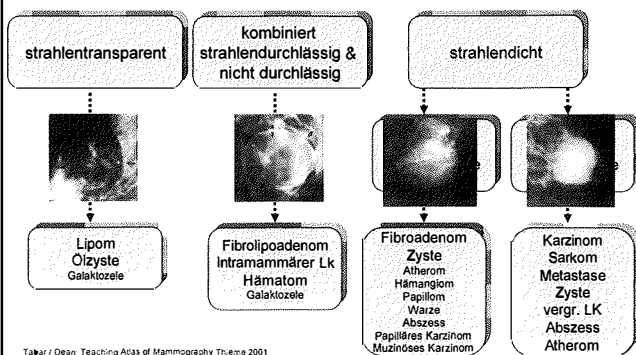 strahlentransparent
kombiniert
strahlendurchlässig &
nicht durchlässig
strahlendicht
Lipom
Ölzyste
Galaktozele
Fibrolipoadenom
Intramammärer Lk
Hämatom
Galaktozele
Fibroadenom
Zyste
Atherom
Hämangiom
Papillom
Warze
Abszess
Papilläres Karzinom
Muzinöses Karzinom
Karzinom
Sarkom
Metastase
Zyste
vergr. LK
Abszess
Atherom
Tabar / Dean: Teaching Atlas of Mammography Thieme 2001